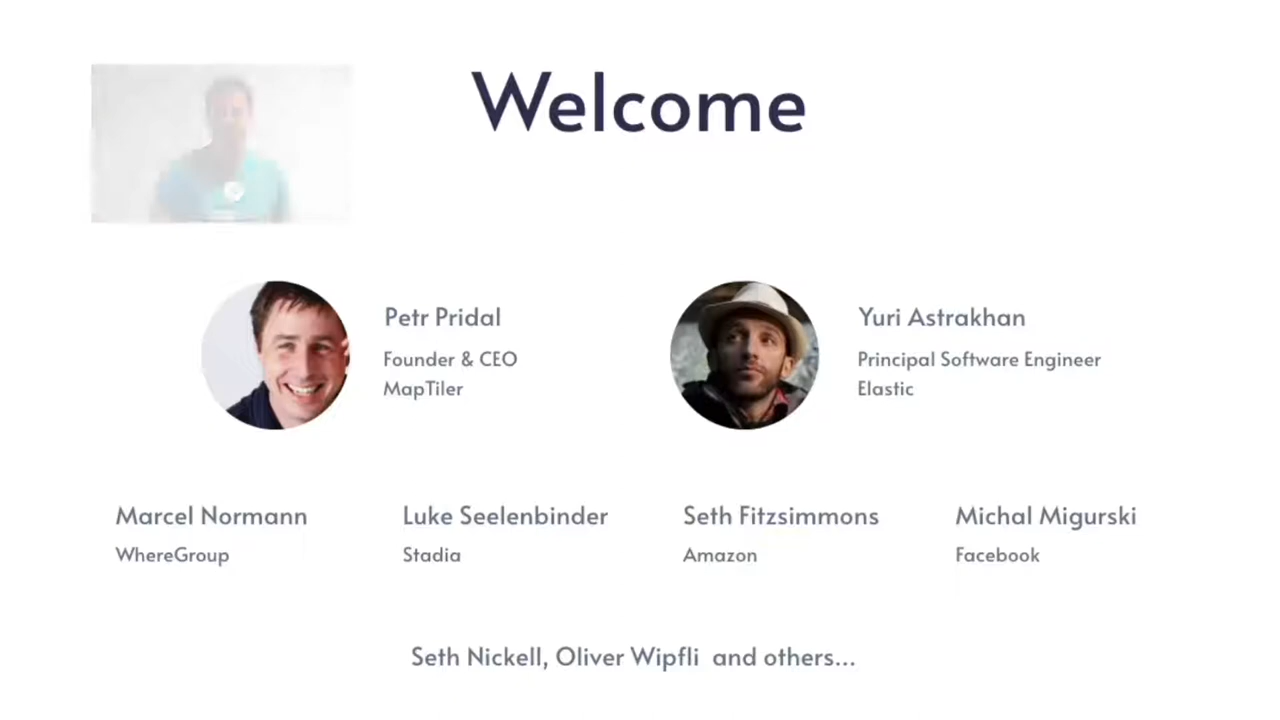 Welcome
Petr Pridal
Founder & CEO
MapTiler
Yuri Astrakhan
Principal Software Engineer
Elastic
Marcel Normann
WhereGroup
Luke Seelenbinder
Stadia
Seth Fitzsimmons
Amazon
Michal Migurski
Facebook
Seth Nickell, Oliver Wipfli and others...